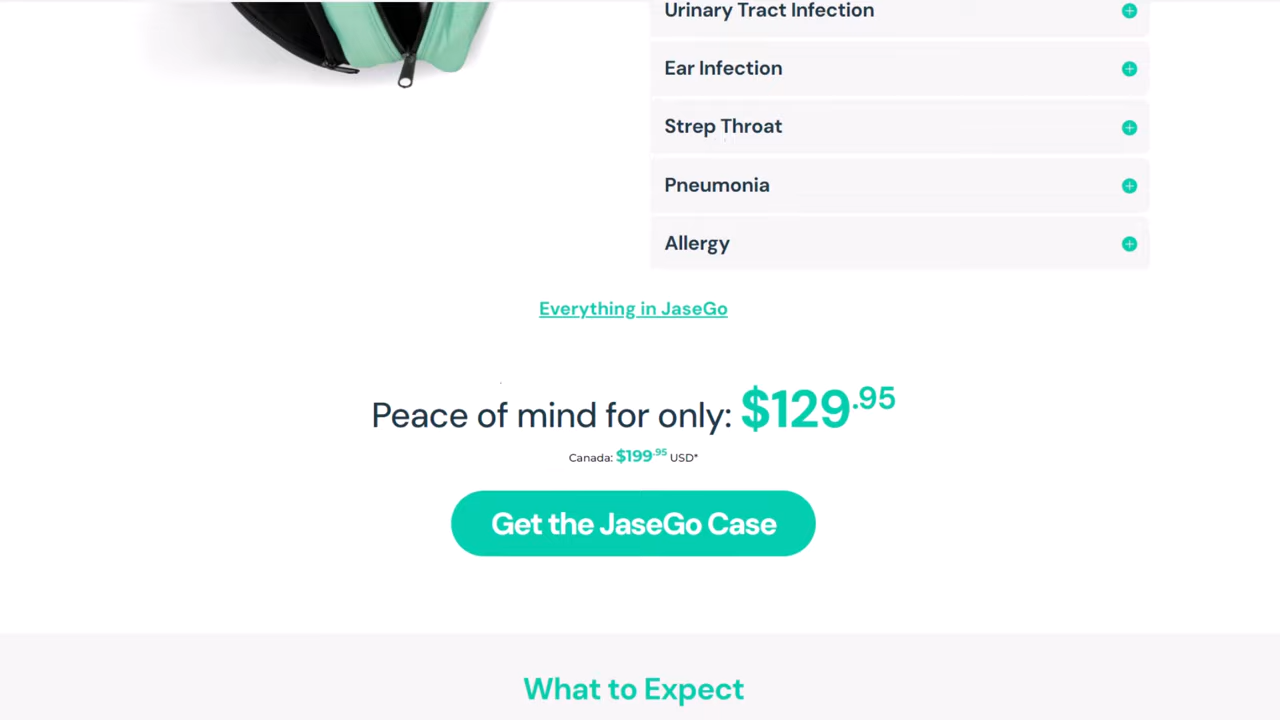 Urinary Tract Infection
Ear Infection
Strep Throat
Pneumonia
Allergy
Everything in JaseGo
Peace of mind for only: $129.95
Canada: $199.95 USD*
Get the JaseGo Case
What to Expect